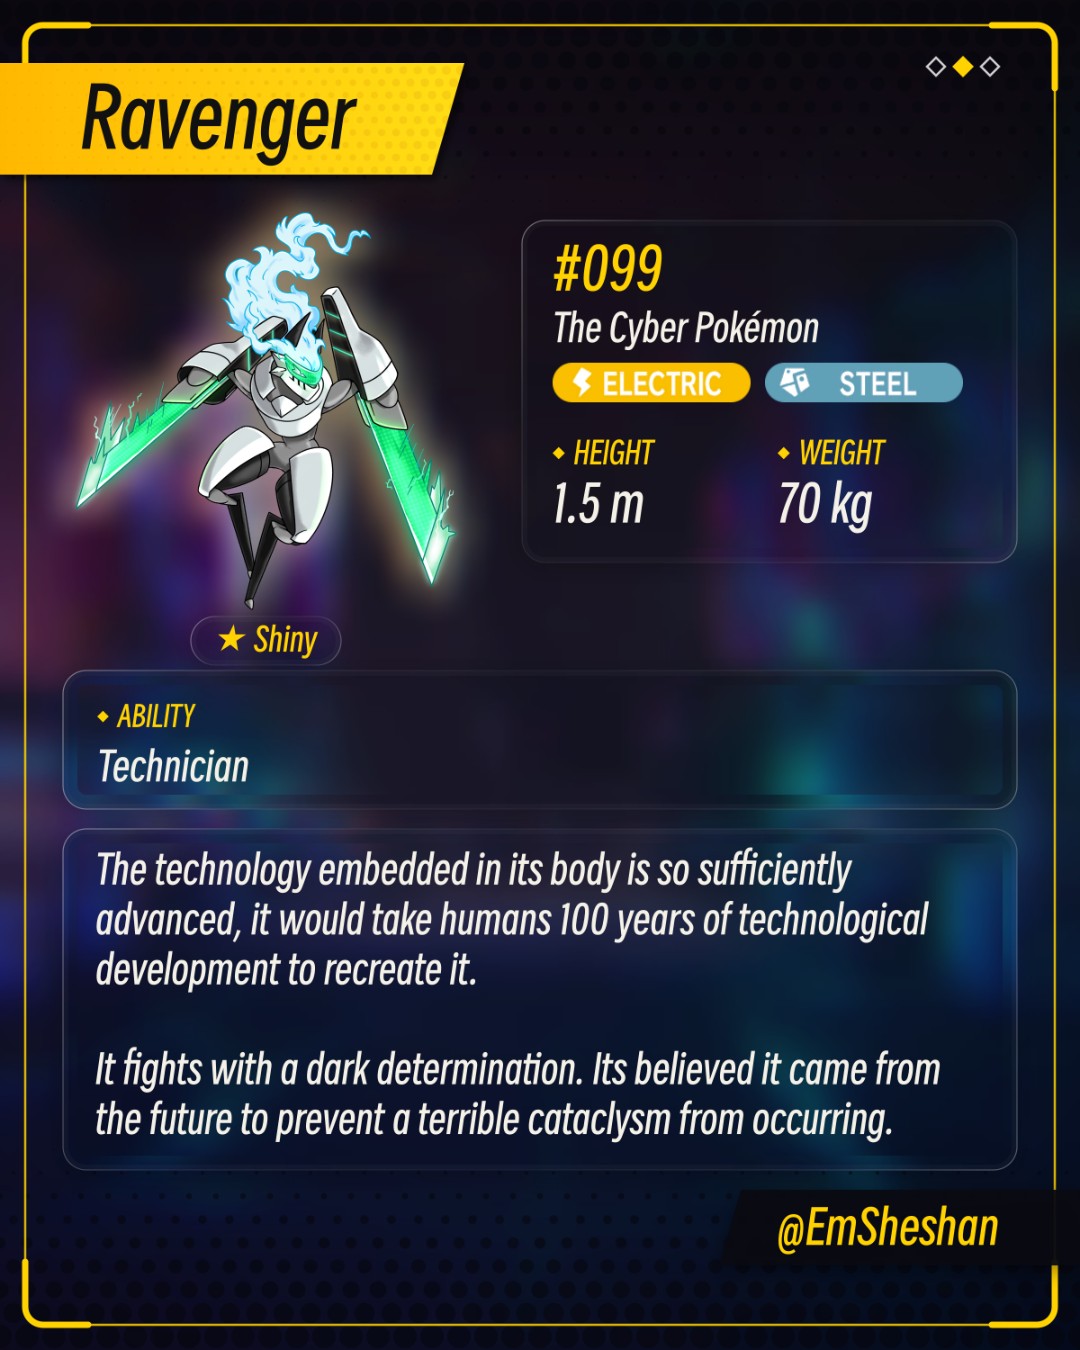 Ravenger
#099
The Cyber Pokémon
ELECTRIC STEEL
HEIGHT WEIGHT
1.5 m 70 kg
Shiny
ABILITY
Technician
The technology embedded in its body is so sufficiently
advanced, it would take humans 100 years of technological
development to recreate it.
It fights with a dark determination. Its believed it came from
the future to prevent a terrible cataclysm from occurring.
@EmSheshan